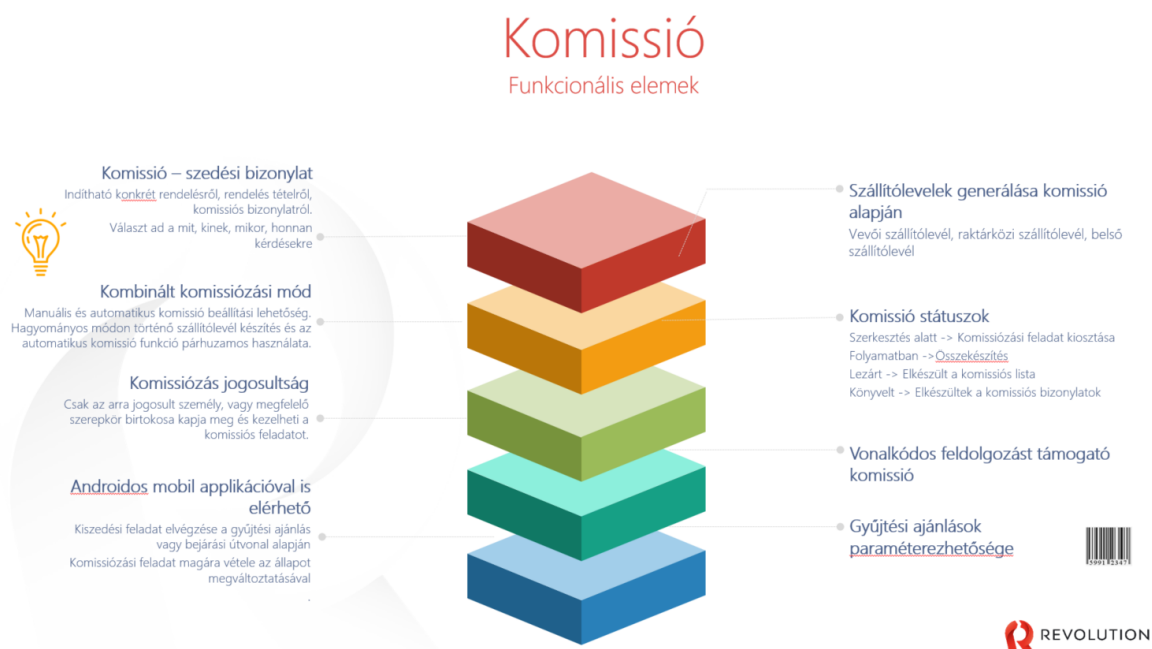 Komissió
Funkcionális elemek
Komissió – szedési bizonylat
Indítható konkrét rendelésről, rendelés tételről,
komissiós bizonylatról.
Választ ad a mit, kinek, mikor, honnan
kérdésekre
Kombinált komissiózási mód
Manuális és automatikus komissió beállítási lehetőség.
Hagyományos módon történő szállítólevél készítés és az
automatikus komissió funkció párhuzamos használata.
Komissiózás jogosultság
Csak az arra jogosult személy, vagy megfelelő
szerepkör birtokosa kapja meg és kezelheti a
komissiós feladatot.
Androidos mobil applikációval is
elérhető
Kiszedési feladat elvégzése a gyűjtési ajánlás
vagy bejárási útvonal alapján
Komissiózási feladat magára vétele az állapot
megváltoztatásával
.
Szállítólevelek generálása komissió
alapján
Vevői szállítólevél, raktárközi szállítólevél, belső
szállítólevél
Komissió státuszok
Szerkesztés alatt -> Komissiózási feladat kiosztása
Folyamatban ->Összekészítés
Lezárt -> Elkészült a komissiós lista
Könyvelt -> Elkészültek a komissiós bizonylatok
Vonalkódos feldolgozást támogató
komissió
Gyűjtési ajánlások
paraméterezhetősége
5991 2347
REVOLUTION